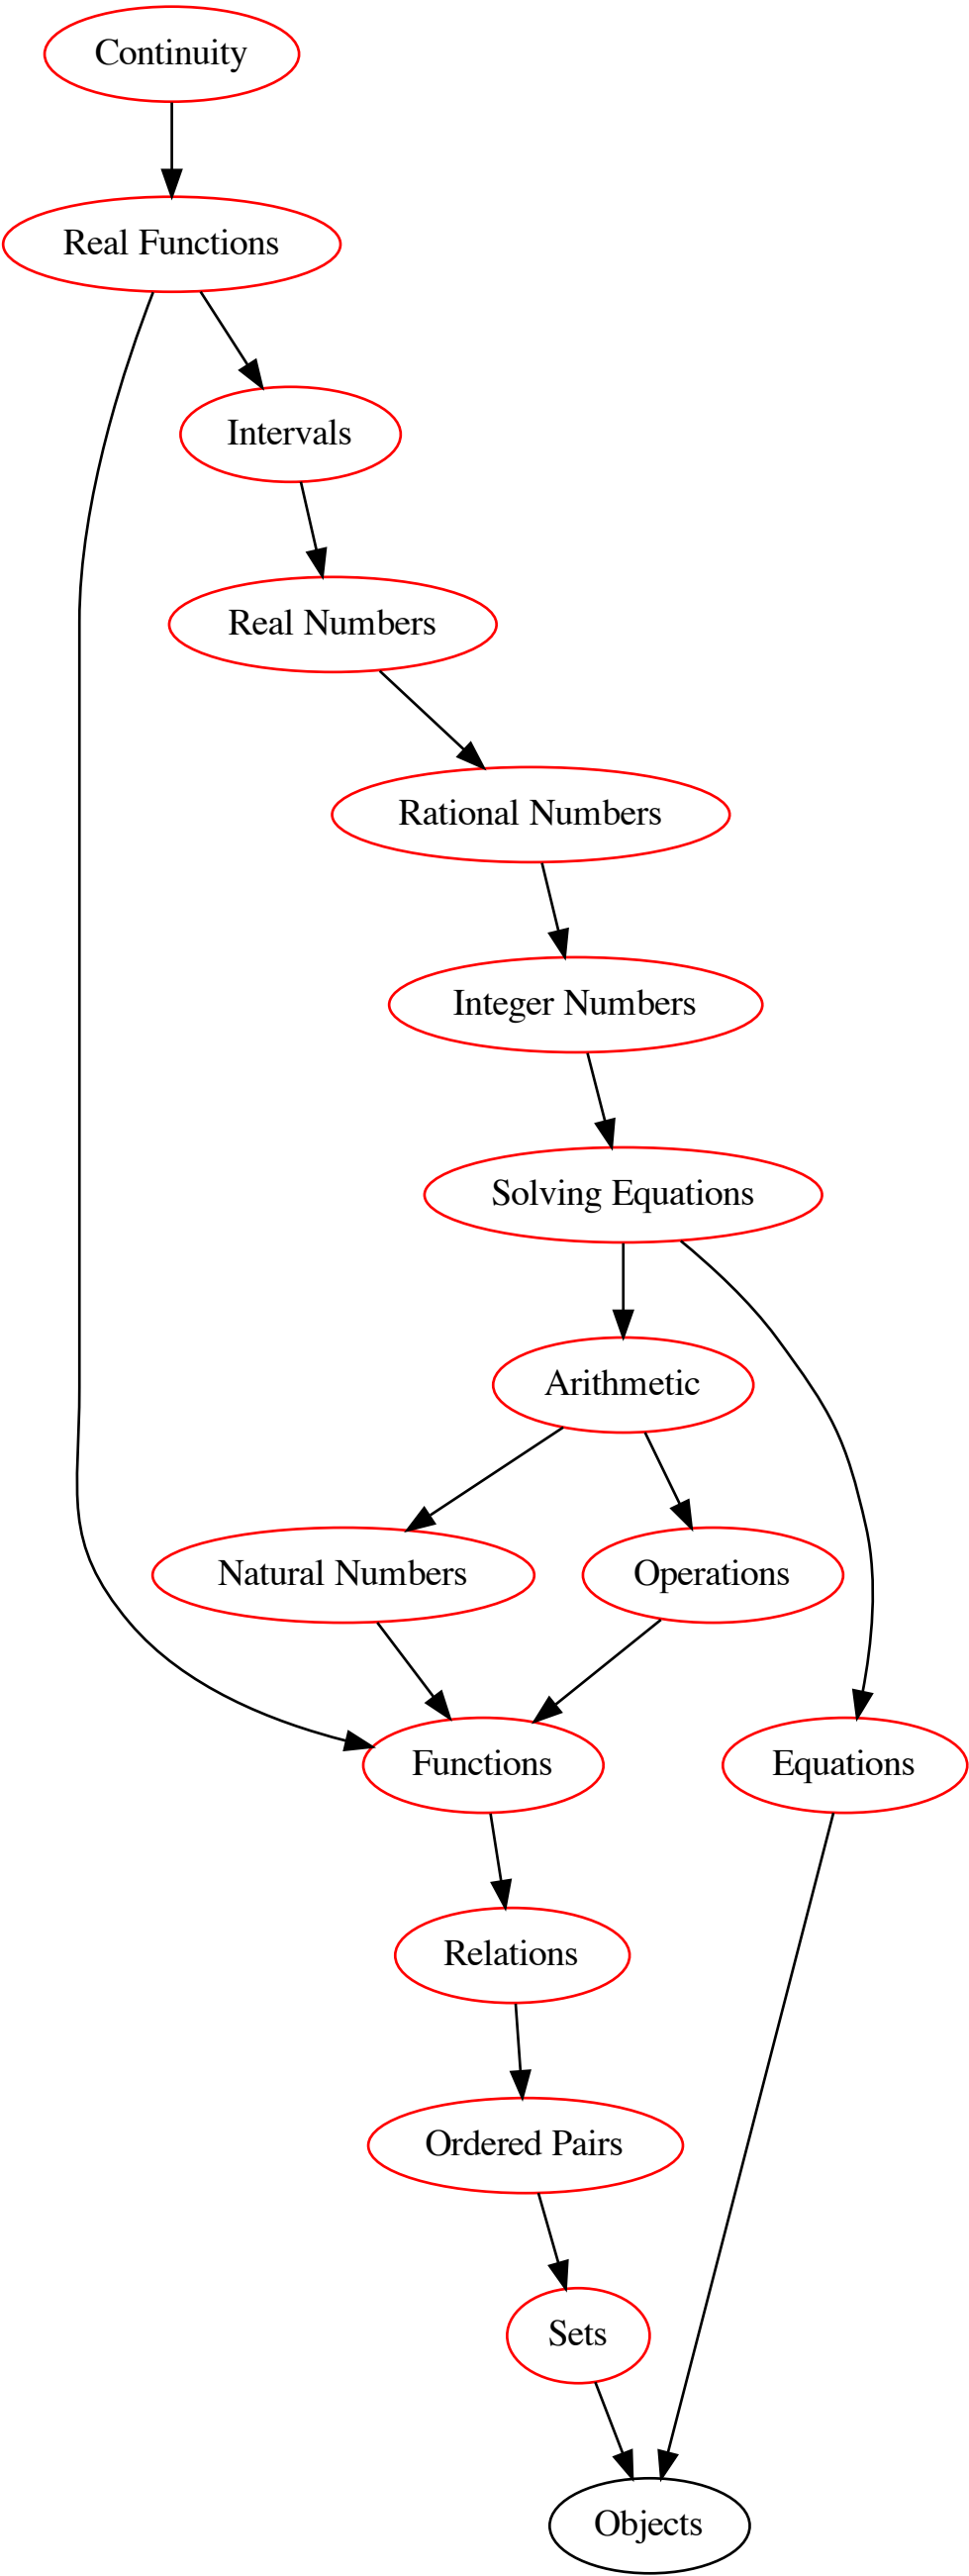 Continuity
Real Functions
Intervals
Real Numbers
Rational Numbers
Integer Numbers
Solving Equations
Arithmetic
Natural Numbers
Operations
Functions
Equations
Relations
Ordered Pairs
Sets
Objects